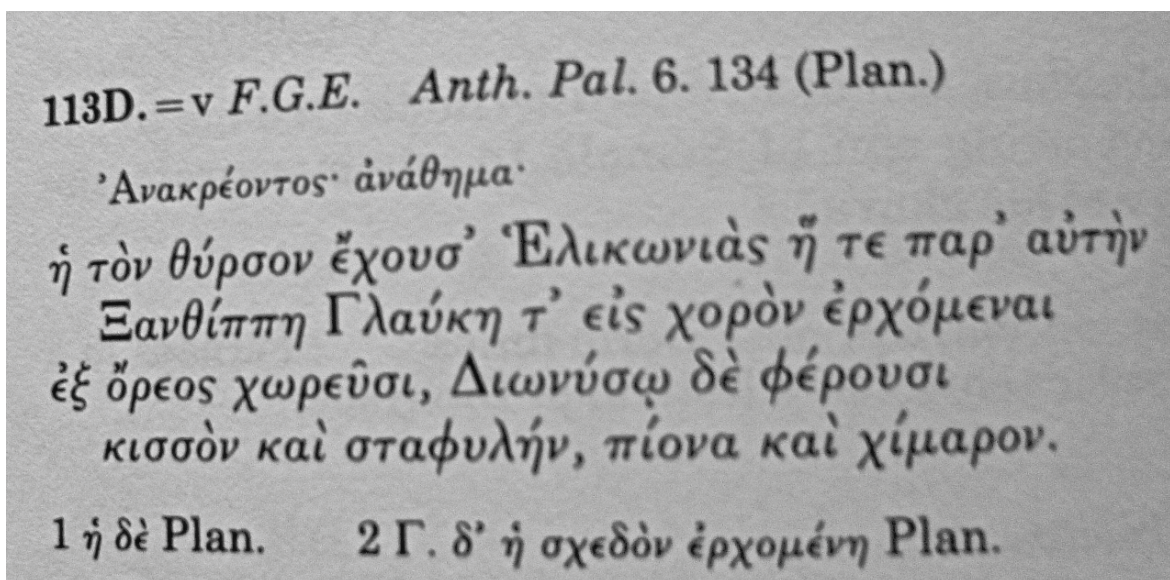 113D. = v F.G.E. Anth. Pal. 6. 134 (Plan.)
Ἀνακρέοντος· ἀνάθημα·
ἡ τὸν θύρσον ἔχουσ’ Ἑλικωνιὰς ἥ τε παρ’ αὐτὴν
Ξανθίππη Γλαύκη τ’ εἰς χορὸν ἐρχόμεναι
ἐξ ὄρεος χωρεῦσι, Διωνύσῳ δὲ φέρουσι
κισσὸν καὶ σταφυλήν, πίονα καὶ χίμαρον.
1 ἡ δὲ Plan. 2 Γ. δ’ ἡ σχεδὸν ἐρχομένη Plan.